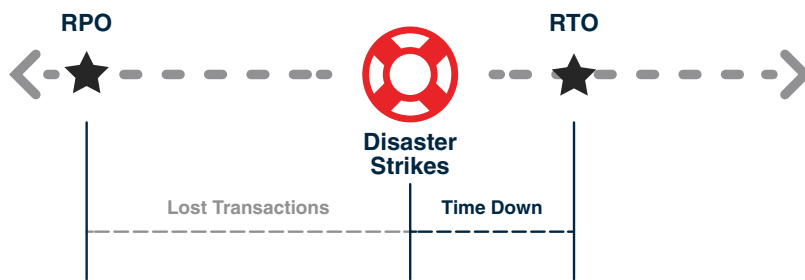 RPO
RTO
Disaster
Strikes
Lost Transactions
Time Down